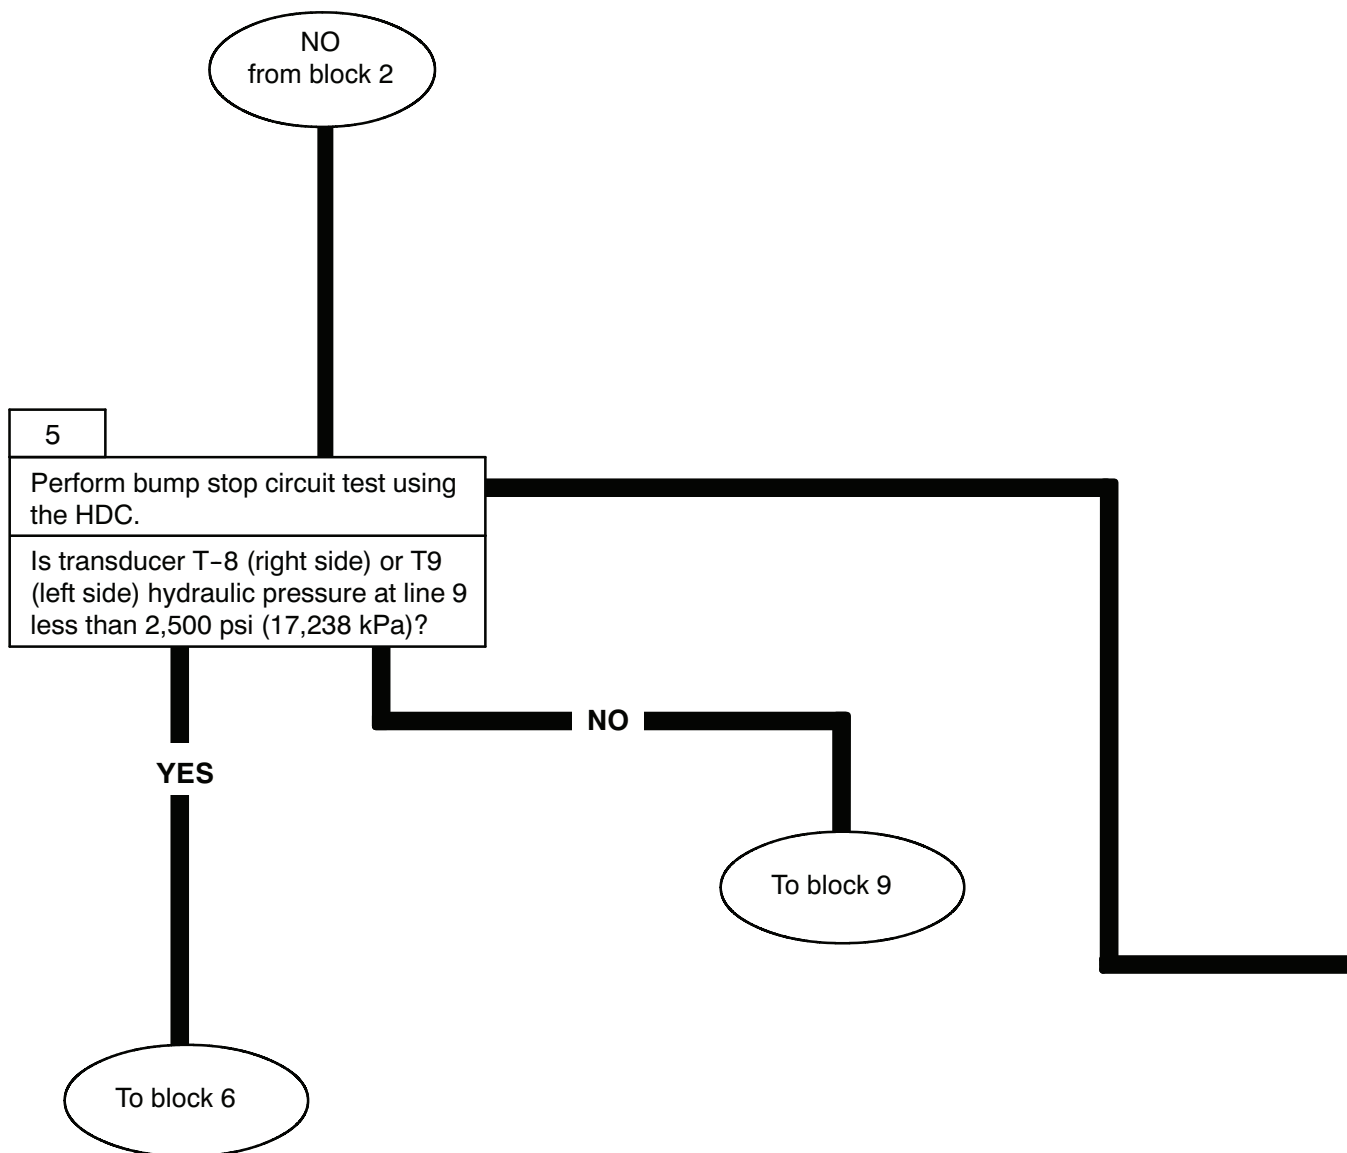 NO
from block 2
5
Perform bump stop circuit test using
the HDC.
Is transducer T-8 (right side) or T9
(left side) hydraulic pressure at line 9
less than 2,500 psi (17,238 kPa)?
NO
YES
To block 9
To block 6